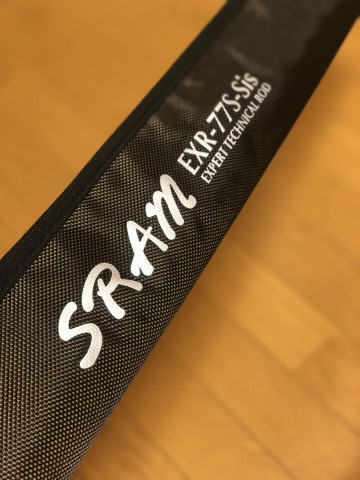 SRAM
EXR-77S-Sis
EXPERT TECHNICAL ROD